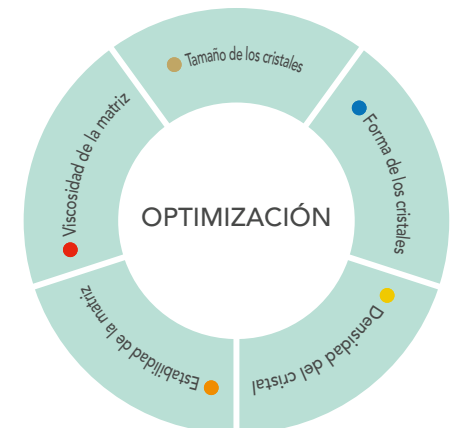 Tamaño de los cristales
Forma de los cristales
Densidad del cristal
Estabilidad de la matriz
Viscosidad de la matriz
OPTIMIZACIÓN